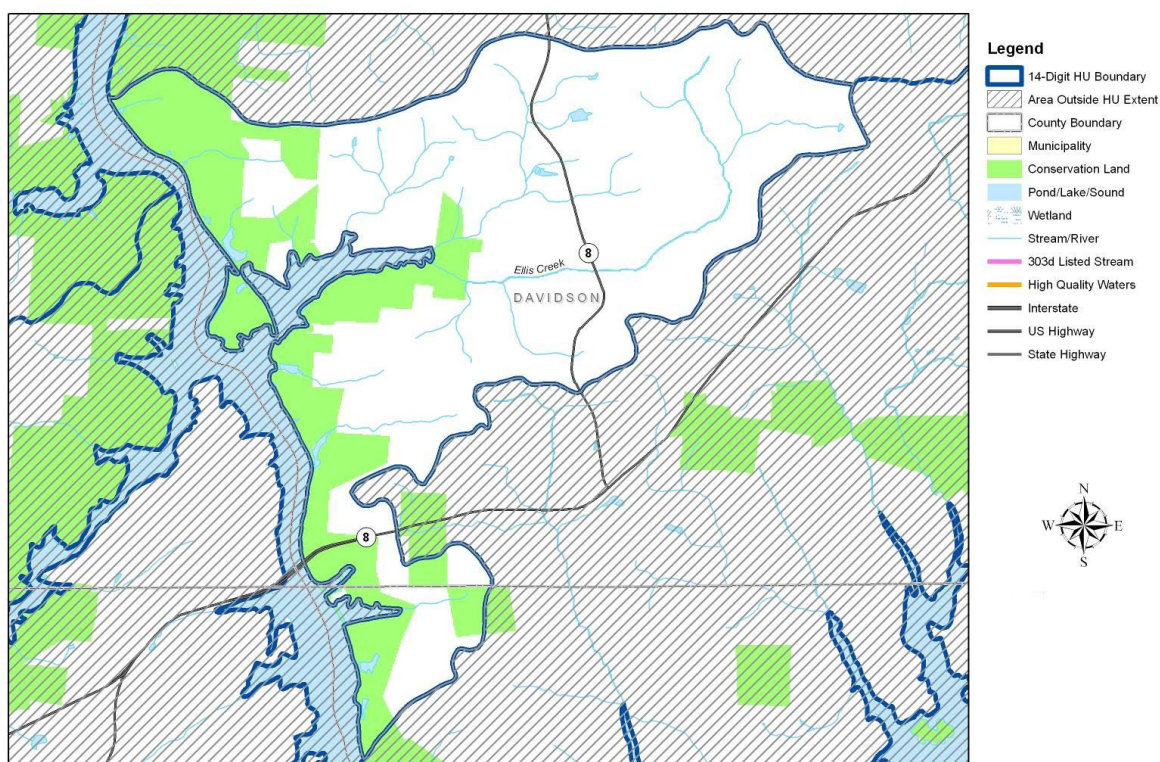 8
Ellis Creek
DAVIDSON
8
Legend
14-Digit HU Boundary
Area Outside HU Extent
County Boundary
Municipality
Conservation Land
Pond/Lake/Sound
Wetland
Stream/River
303d Listed Stream
High Quality Waters
Interstate
US Highway
State Highway
N
W E
S